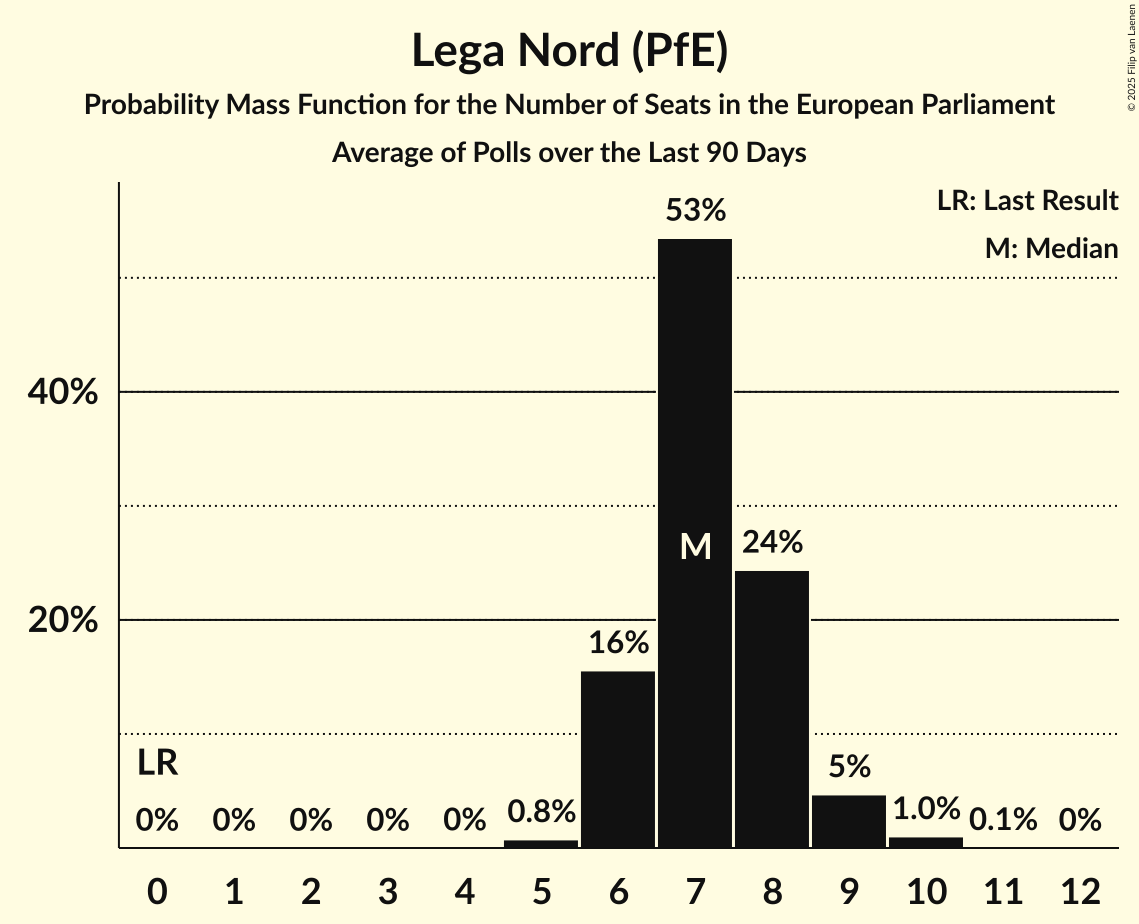 Lega Nord (PfE)
Probability Mass Function for the Number of Seats in the European Parliament
Average of Polls over the Last 90 Days
© 2025 Filip van Laenen
LR: Last Result
M: Median
53%
40%
M
24%
20%
16%
LR
5%
0% 0% 0% 0% 0% 0.8% 1.0% 0.1% 0%
0 1 2 3 4 5 6 7 8 9 10 11 12